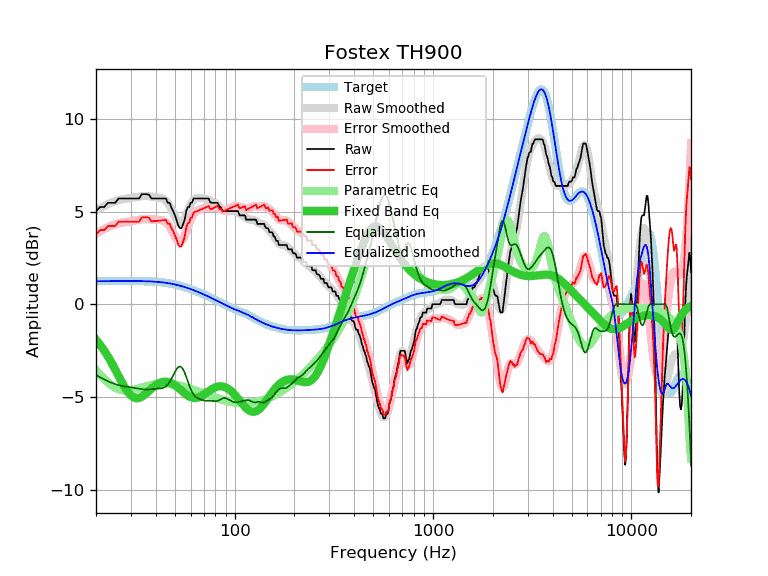 Fostex TH900
Target
Raw Smoothed
Error Smoothed
Raw
Error
Parametric Eq
Fixed Band Eq
Equalization
Equalized smoothed
10
5
0
−5
−10
Amplitude (dBr)
100
1000
10000
Frequency (Hz)